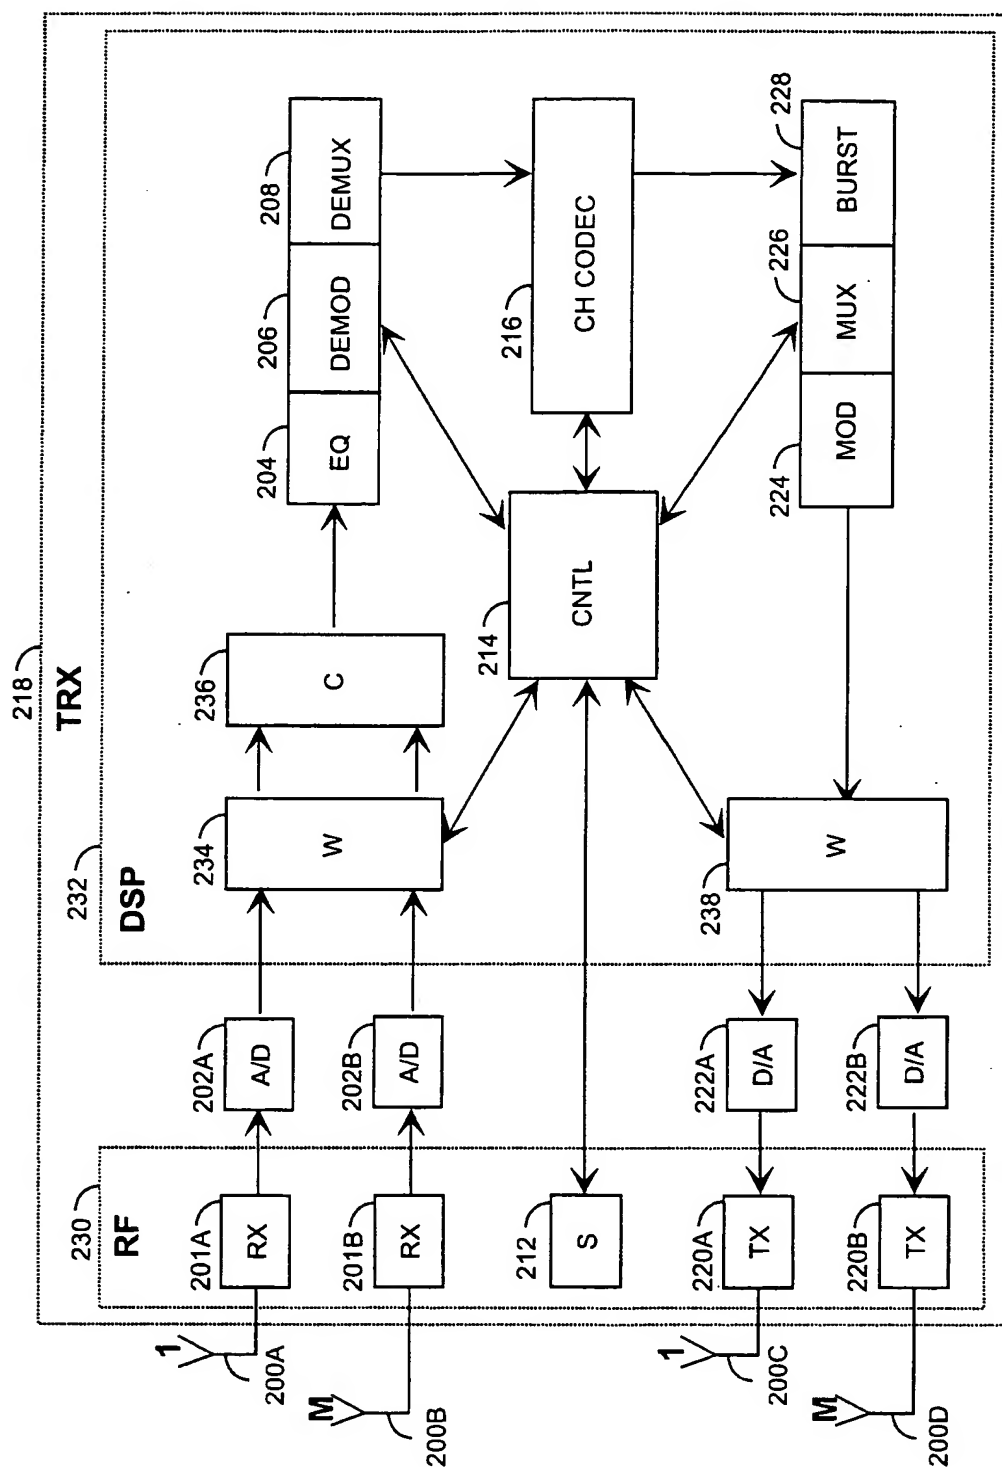 218
TRX
230
232
RF
DSP
1
201A
202A
234
236
RX
A/D
204
206
208
200A
M
W
C
EQ
DEMOD
DEMUX
201B
202B
RX
A/D
200B
214
216
212
S
CNTL
CH CODEC
1
220A
222A
238
TX
D/A
224
226
228
200C
M
W
MOD
MUX
BURST
220B
222B
TX
D/A
200D